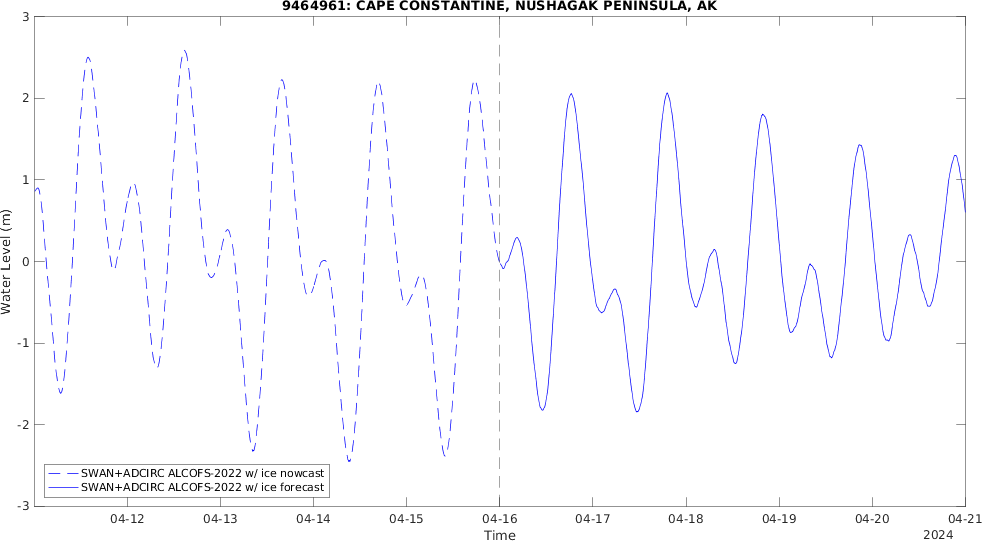 9464961: CAPE CONSTANTINE, NUSHAGAK PENINSULA, AK
3
2
1
0
-1
-2
-3
Water Level (m)
SWAN+ADCIRC ALCOFS-2022 w/ ice nowcast
SWAN+ADCIRC ALCOFS-2022 w/ ice forecast
04-12 04-13 04-14 04-15 04-16 04-17 04-18 04-19 04-20 04-21
Time
2024